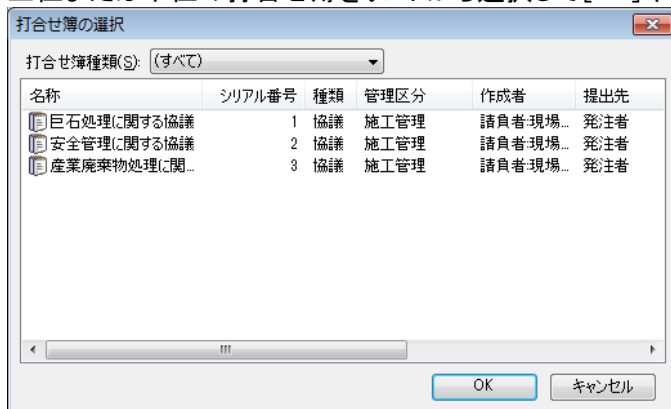 打合せ簿の選択
打合せ簿種類(S): (すべて)
名称 シリアル番号 種類 管理区分 作成者 提出先
巨石処理に関する協議 1 協議 施工管理 請負者:現場... 発注者
安全管理に関する協議 2 協議 施工管理 請負者:現場... 発注者
産業廃棄物処理に関... 3 協議 施工管理 請負者:現場... 発注者
OK キャンセル